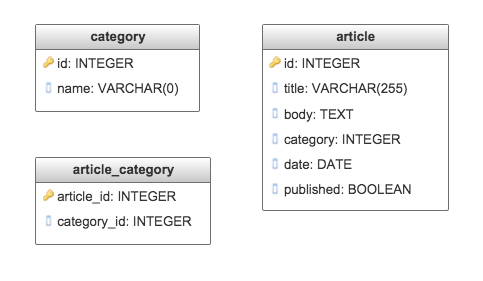 category
id: INTEGER
name: VARCHAR(0)
article
id: INTEGER
title: VARCHAR(255)
body: TEXT
category: INTEGER
date: DATE
published: BOOLEAN
article_category
article_id: INTEGER
category_id: INTEGER